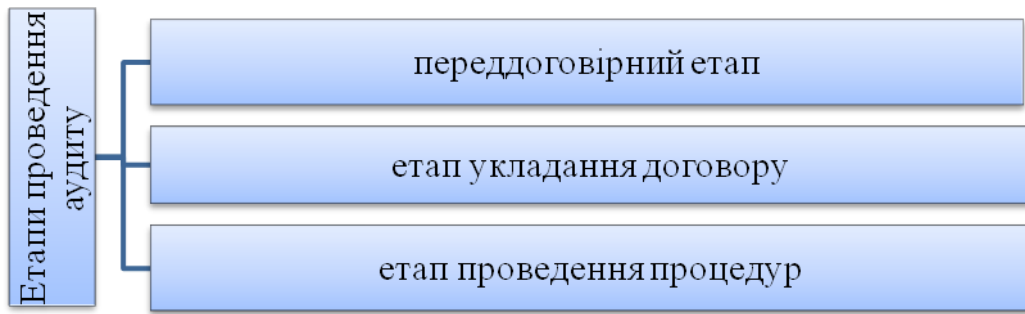 Етапи проведення
аудиту
переддоговірний етап
етап укладання договору
етап проведення процедур